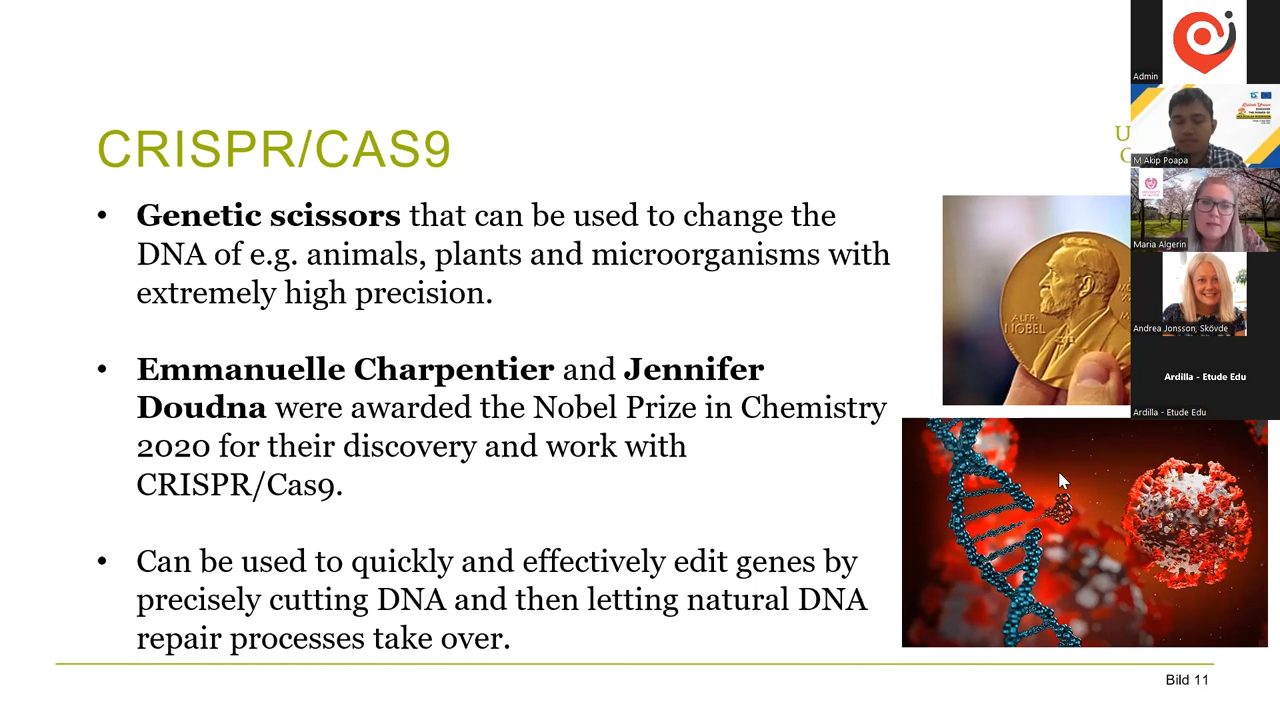 CRISPR/CAS9
• Genetic scissors that can be used to change the
DNA of e.g. animals, plants and microorganisms with
extremely high precision.
• Emmanuelle Charpentier and Jennifer
Doudna were awarded the Nobel Prize in Chemistry
2020 for their discovery and work with
CRISPR/Cas9.
• Can be used to quickly and effectively edit genes by
precisely cutting DNA and then letting natural DNA
repair processes take over.
Bild 11
ALFR.
NOBEL
Admin
M Akip Poapa
Maria Algerin
Andrea Jonsson, Skövde
Ardilla - Etude Edu
Ardilla - Etude Edu